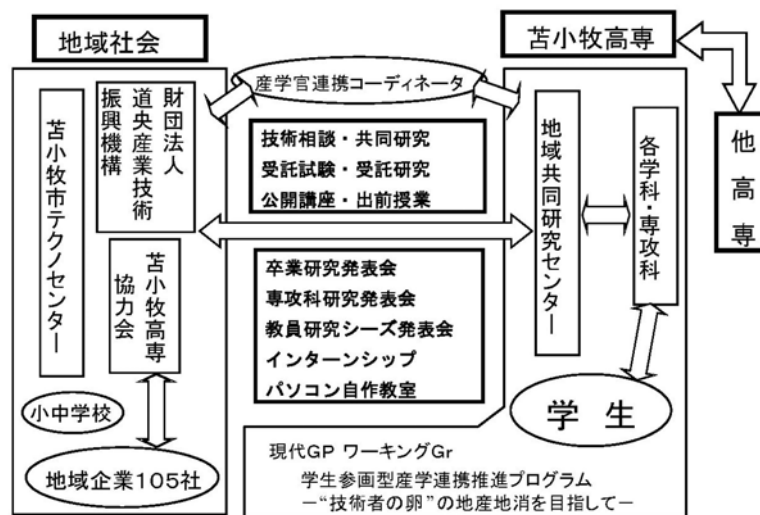 地域社会
苫小牧高専
産学官連携コーディネータ
他高専
苫小牧市テクノセンター
財団法人
道央産業技術
振興機構
技術相談・共同研究
受託試験・受託研究
公開講座・出前授業
地域共同研究センター
各学科・専攻科
苫小牧高専
協力会
卒業研究発表会
専攻科研究発表会
教員研究シーズ発表会
インターンシップ
パソコン自作教室
小中学校
学生
地域企業105社
現代GP ワーキングGr
学生参画型産学連携推進プログラム
－“技術者の卵”の地産地消を目指して－